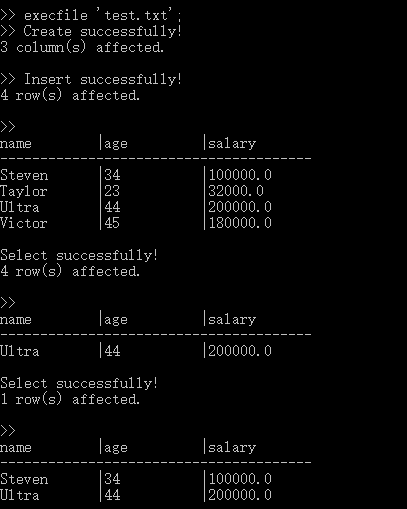 >> execfile 'test.txt';
>> Create successfully!
3 column(s) affected.
>> Insert successfully!
4 row(s) affected.
>>
name |age |salary
---------------------------------------
Steven |34 |100000.0
Taylor |23 |32000.0
Ultra |44 |200000.0
Victor |45 |180000.0
Select successfully!
4 row(s) affected.
>>
name |age |salary
---------------------------------------
Ultra |44 |200000.0
Select successfully!
1 row(s) affected.
>>
name |age |salary
---------------------------------------
Steven |34 |100000.0
Ultra |44 |200000.0